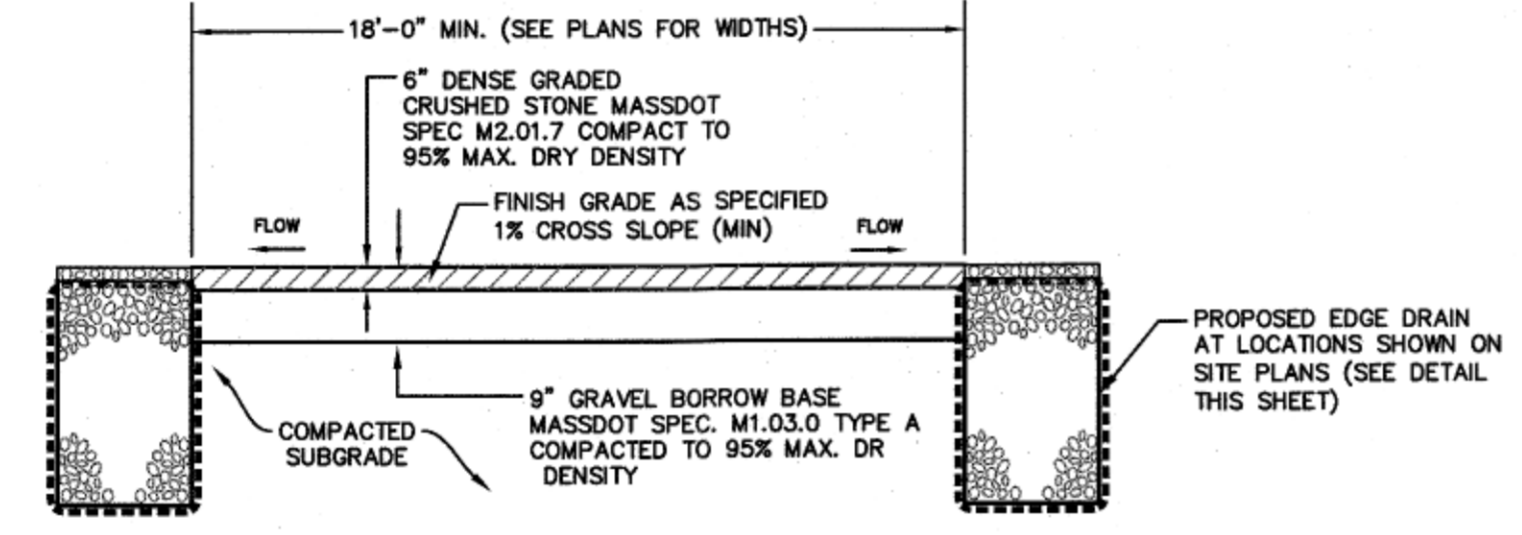 18'-0" MIN. (SEE PLANS FOR WIDTHS)
6" DENSE GRADED
CRUSHED STONE MASSDOT
SPEC M2.01.7 COMPACT TO
95% MAX. DRY DENSITY
FINISH GRADE AS SPECIFIED
1% CROSS SLOPE (MIN)
FLOW
FLOW
PROPOSED EDGE DRAIN
AT LOCATIONS SHOWN ON
SITE PLANS (SEE DETAIL
THIS SHEET)
9" GRAVEL BORROW BASE
MASSDOT SPEC. M1.03.0 TYPE A
COMPACTED TO 95% MAX. DR
DENSITY
COMPACTED
SUBGRADE